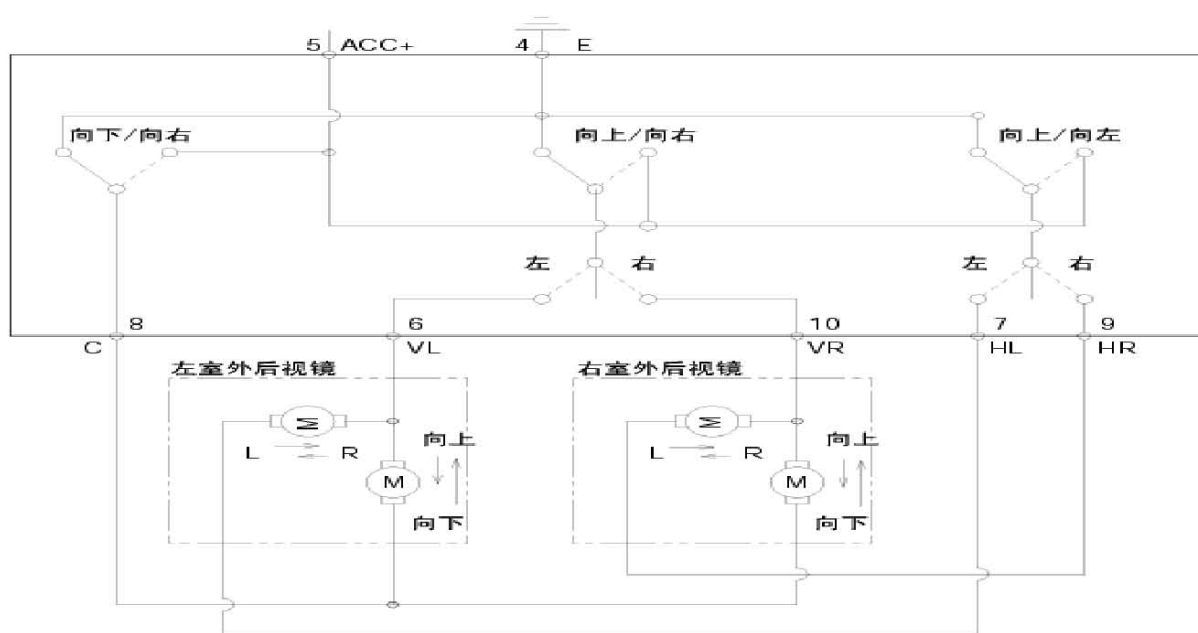 5 ACC+ 4 E
向下/向右 向上/向右 向上/向左
左 右 左 右
8 6 10 7 9
C VL VR HL HR
左室外后视镜 右室外后视镜
M M
L R 向上 L R 向上
M M
向下 向下